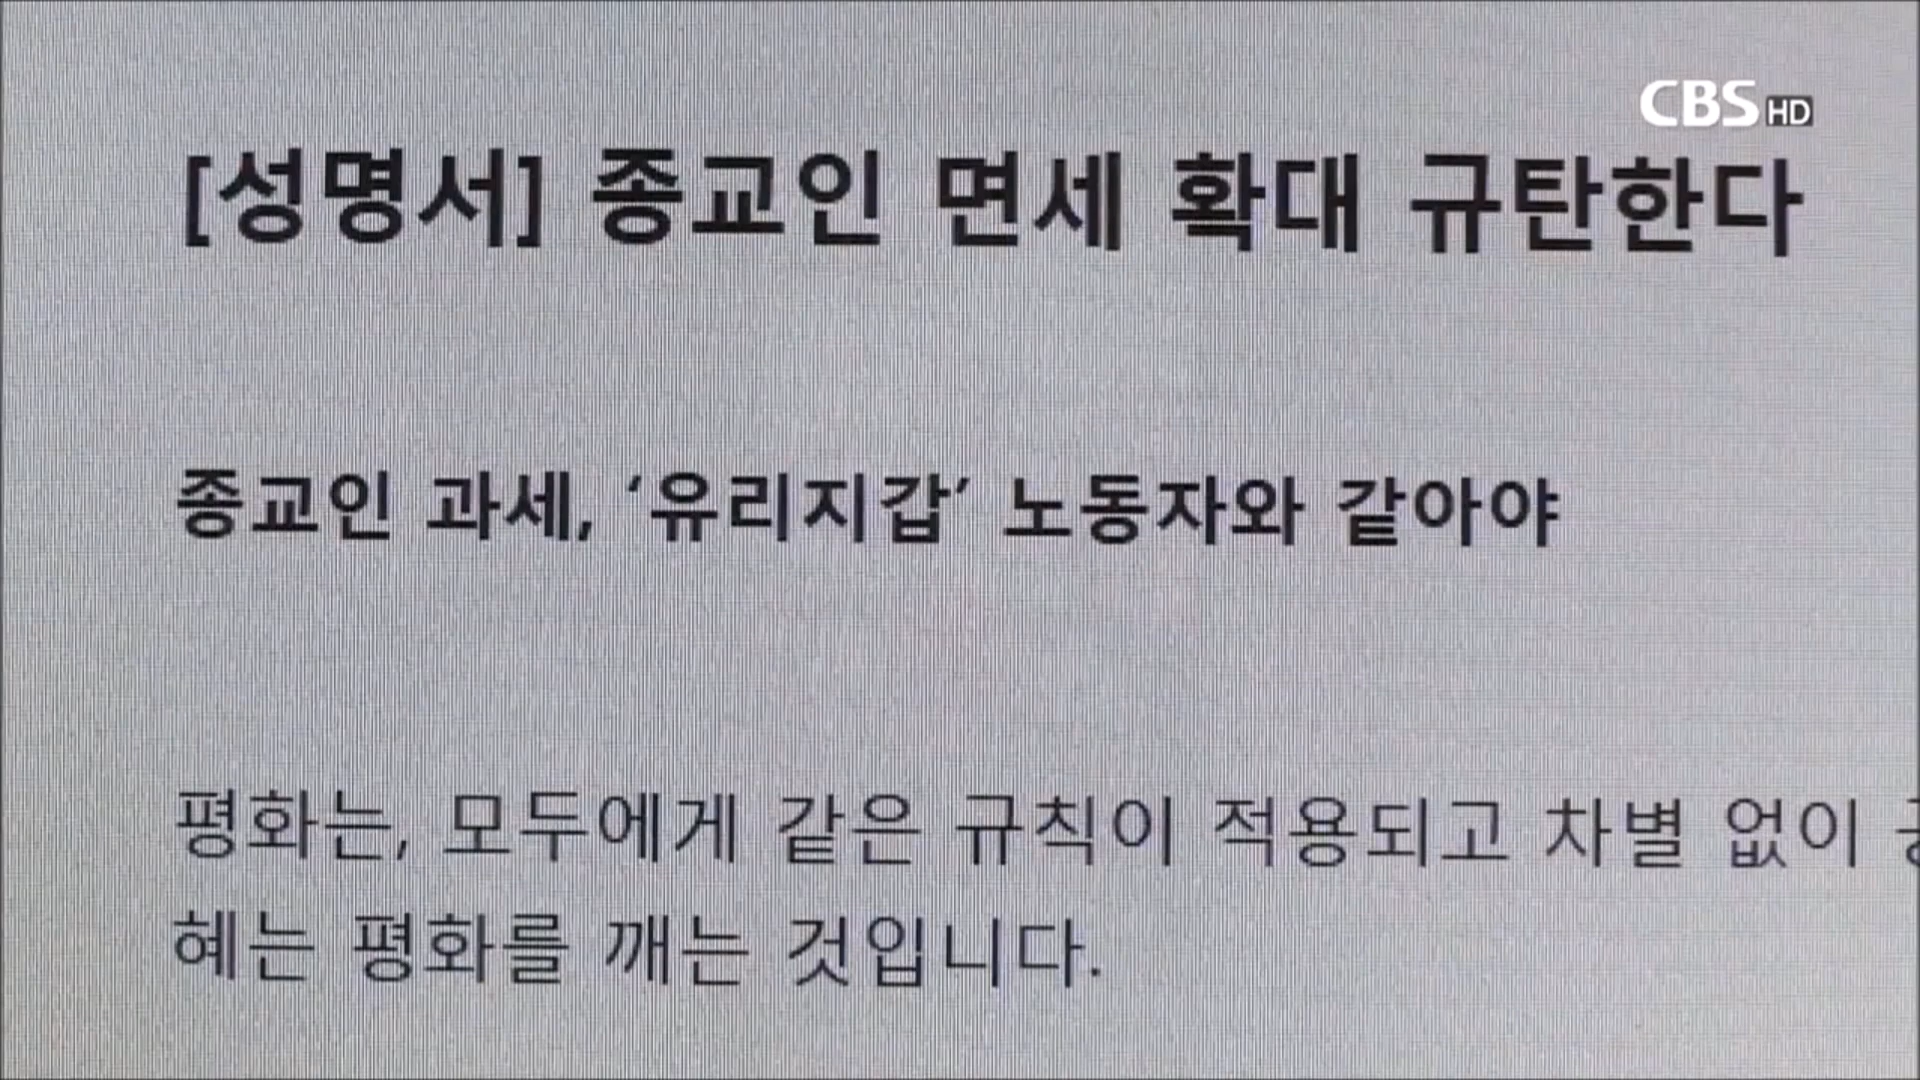 CBS HD
[성명서] 종교인 면세 확대 규탄한다
종교인 과세, ‘유리지갑’ 노동자와 같아야
평화는, 모두에게 같은 규칙이 적용되고 차별 없이
혜는 평화를 깨는 것입니다.